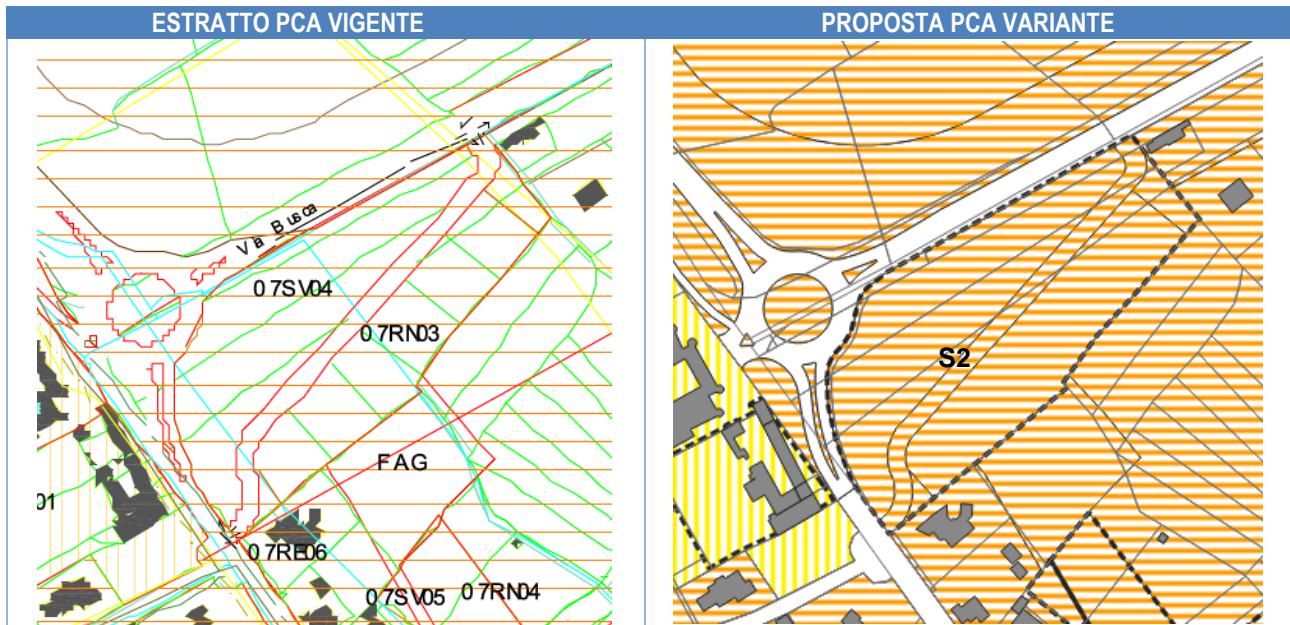 ESTRATTO PCA VIGENTE
PROPOSTA PCA VARIANTE
Via Busca
07SV04
07RN03
S2
FAG
01
07RE06
07SV05
07RN04